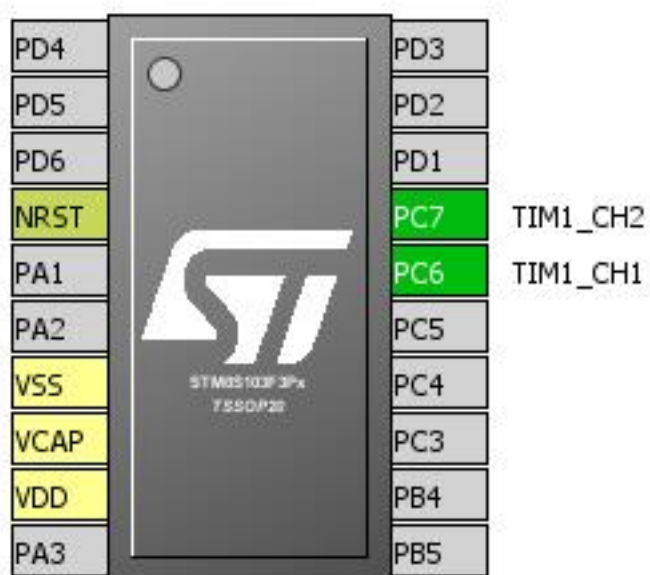 PD4
PD5
PD6
NRST
PA1
PA2
VSS
VCAP
VDD
PA3
STM8S103F3Px
TSSOP20
PD3
PD2
PD1
PC7 TIM1_CH2
PC6 TIM1_CH1
PC5
PC4
PC3
PB4
PB5